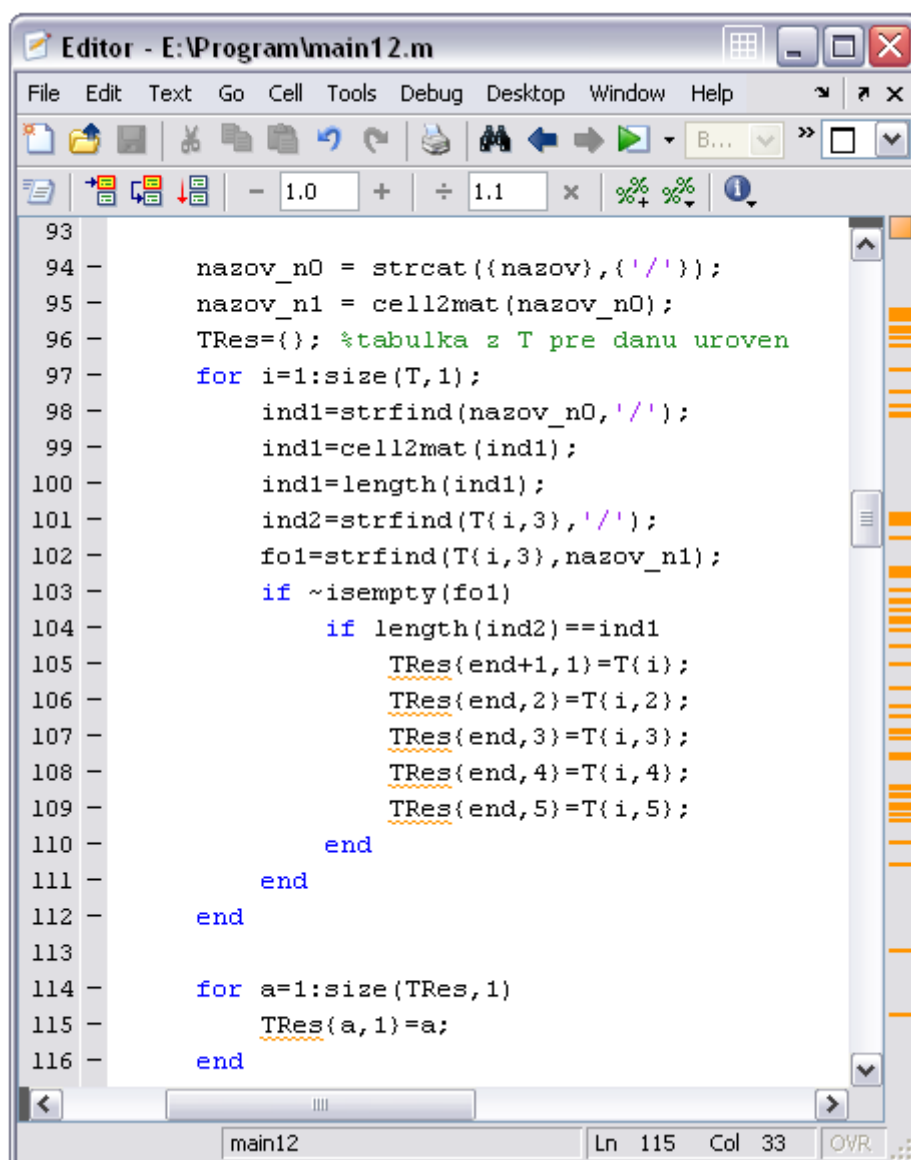 Editor - E:\Program\main12.m
File Edit Text Go Cell Tools Debug Desktop Window Help
B...
1.0 1.1
93
94 - nazov_n0 = strcat({nazov},{'/'});
95 - nazov_n1 = cell2mat(nazov_n0);
96 - TRes={}; %tabulka z T pre danu uroven
97 - for i=1:size(T,1);
98 - ind1=strfind(nazov_n0,'/');
99 - ind1=cell2mat(ind1);
100 - ind1=length(ind1);
101 - ind2=strfind(T{i,3},'/');
102 - fo1=strfind(T{i,3},nazov_n1);
103 - if ~isempty(fo1)
104 - if length(ind2)==ind1
105 - TRes{end+1,1}=T{i};
106 - TRes{end,2}=T{i,2};
107 - TRes{end,3}=T{i,3};
108 - TRes{end,4}=T{i,4};
109 - TRes{end,5}=T{i,5};
110 - end
111 - end
112 - end
113
114 - for a=1:size(TRes,1)
115 - TRes{a,1}=a;
116 - end
main12 Ln 115 Col 33 OVR